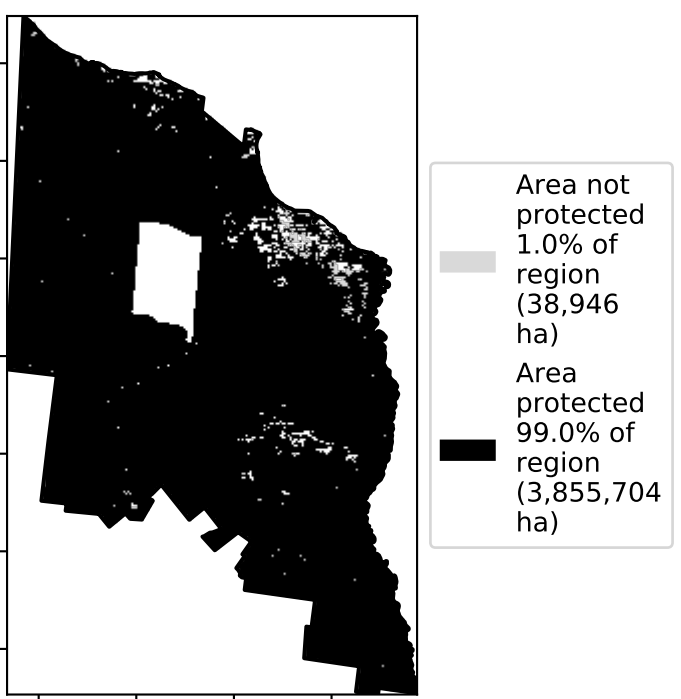 Area not
protected
1.0% of
region
(38,946
ha)
Area
protected
99.0% of
region
(3,855,704
ha)